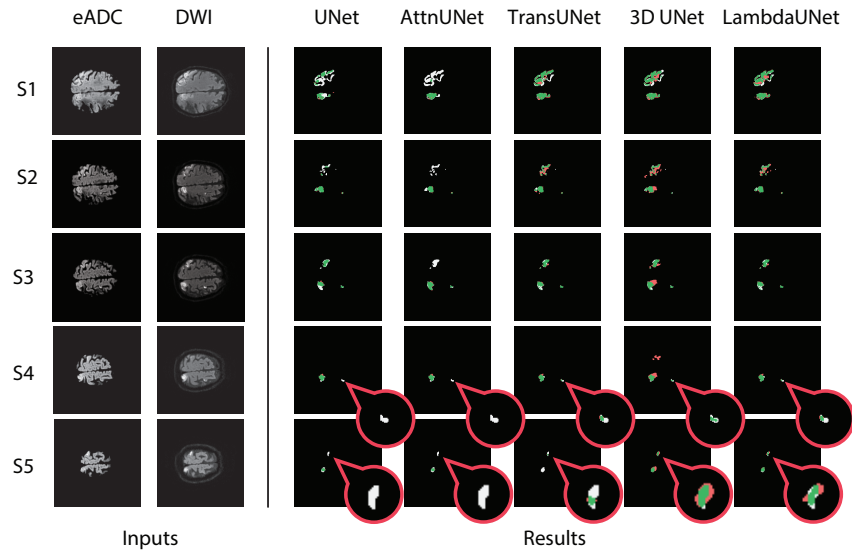 eADC DWI UNet AttnUNet TransUNet 3D UNet LambdaUNet
S1
S2
S3
S4
S5
Inputs Results